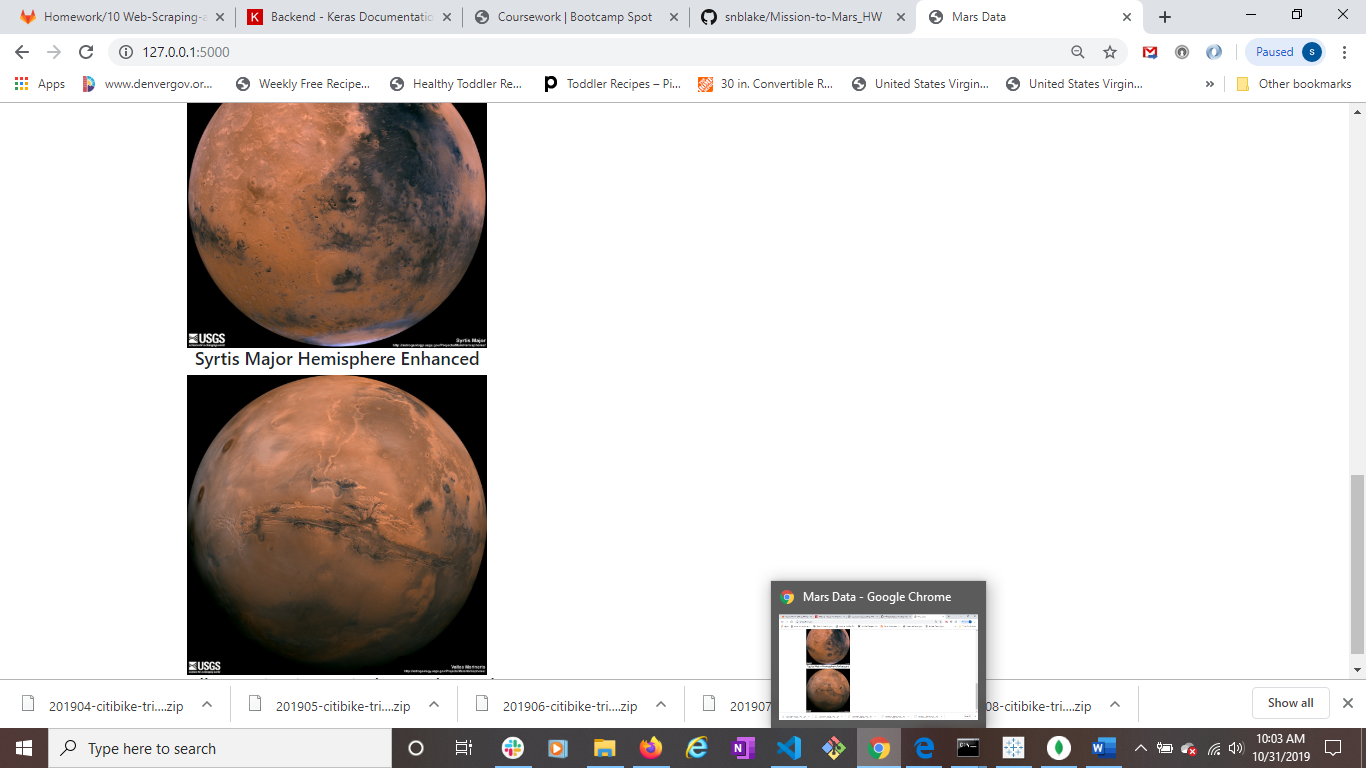 Homework/10 Web-Scraping-a
Backend - Keras Documentatio
Coursework | Bootcamp Spot
snblake/Mission-to-Mars_HW
Mars Data
127.0.0.1:5000
Paused
s
Apps
www.denvergov.or...
Weekly Free Recipe...
Healthy Toddler Re...
Toddler Recipes – Pi...
30 in. Convertible R...
United States Virgin...
United States Virgin...
»
Other bookmarks
USGS
Syrtis Major
Syrtis Major Hemisphere Enhanced
USGS
Valles Marineris
Mars Data - Google Chrome
201904-citibike-tri....zip
201905-citibike-tri....zip
201906-citibike-tri....zip
201907
08-citibike-tri....zip
Show all
Type here to search
10:03 AM
10/31/2019